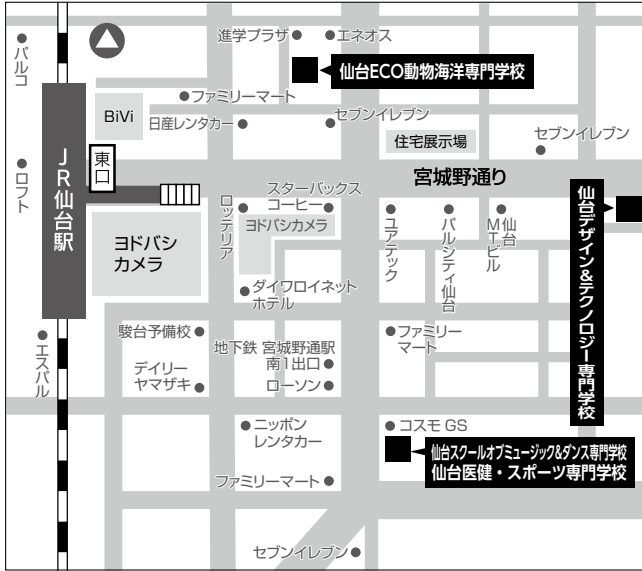 パルコ
進学プラザ
エネオス
仙台ECO動物海洋専門学校
BiVi
ファミリーマート
日産レンタカー
セブンイレブン
住宅展示場
セブンイレブン
ロフト
JR仙台駅
東口
宮城野通り
ヨドバシ
カメラ
ロッテリア
スターバックス
コーヒー
ヨドバシカメラ
ユアテック
パルシティ仙台
仙台
MTビル
仙台デザイン&テクノロジー専門学校
ダイワロイネット
ホテル
エスパル
駿台予備校
地下鉄 宮城野通駅
南1出口
ファミリー
マート
デイリー
ヤマザキ
ローソン
ニッポン
レンタカー
コスモ GS
仙台スクールオブミュージック&ダンス専門学校
仙台医健・スポーツ専門学校
ファミリーマート
セブンイレブン